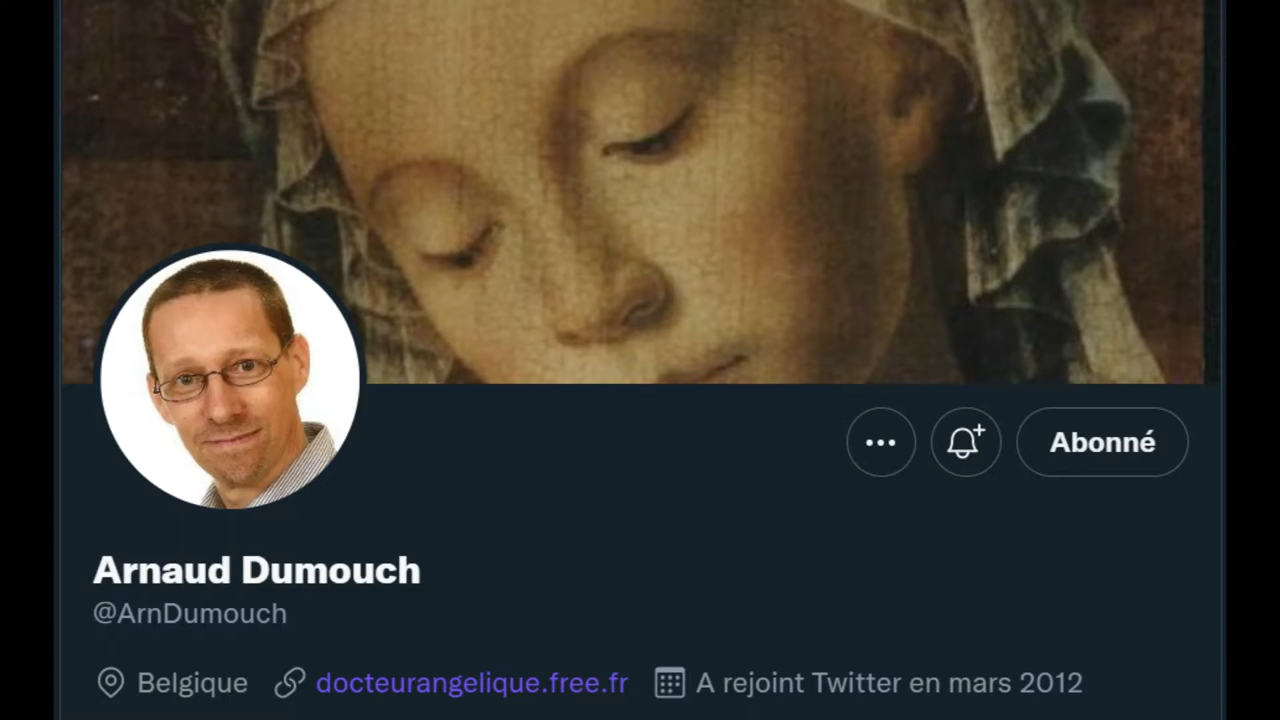 Abonné
Arnaud Dumouch
@ArnDumouch
Belgique docteurangelique.free.fr A rejoint Twitter en mars 2012